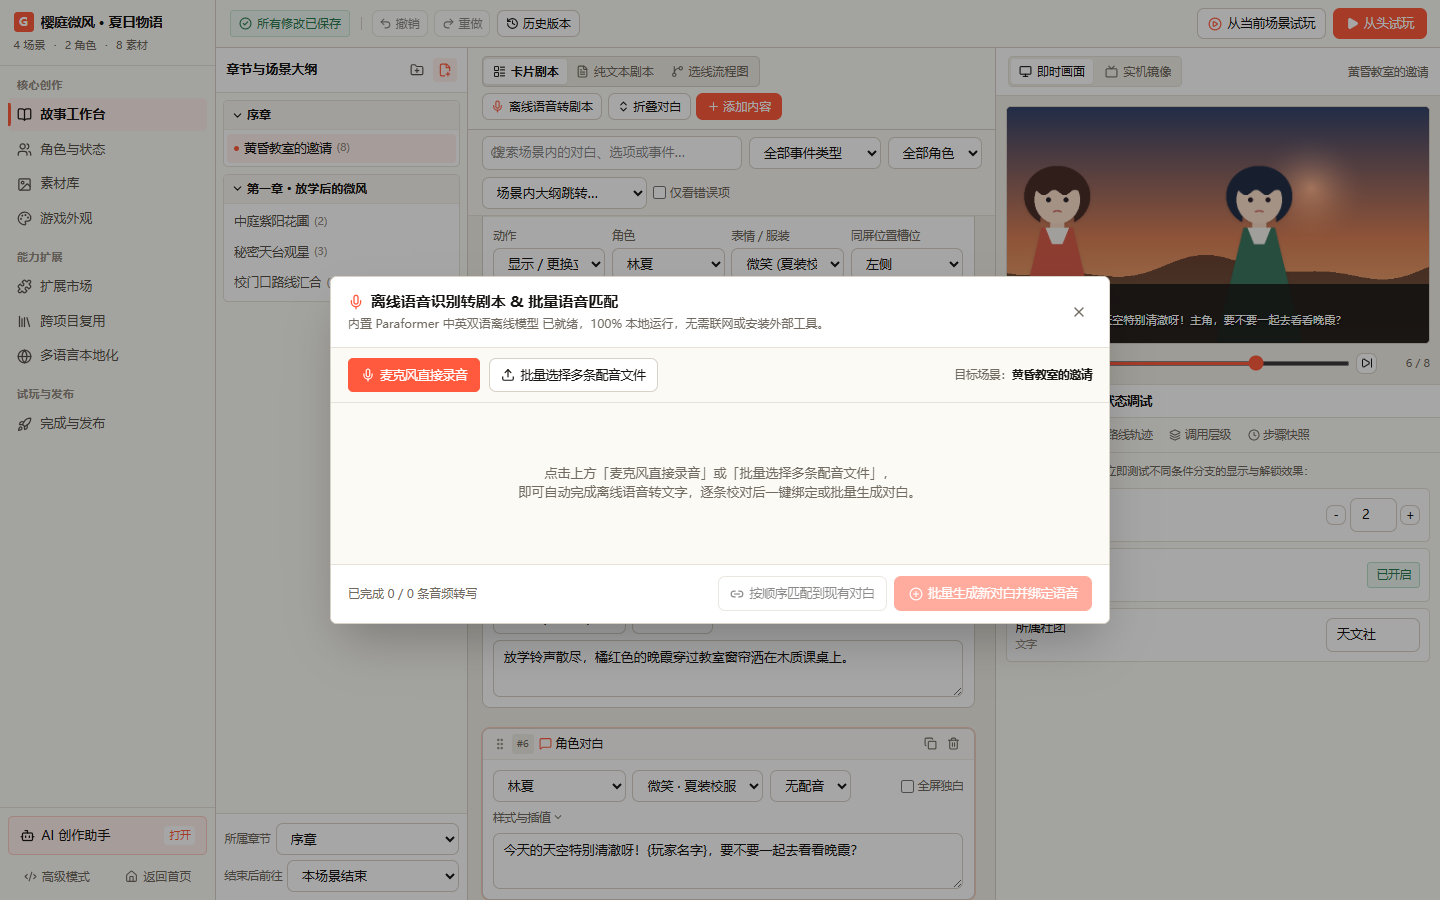 G 樱庭微风 • 夏日物语
4 场景 · 2 角色 · 8 素材
核心创作
故事工作台
角色与状态
素材库
游戏外观
能力扩展
扩展市场
跨项目复用
多语言本地化
试玩与发布
完成与发布
AI 创作助手 打开
高级模式 返回首页
所有修改已保存 撤销 重做 历史版本 从当前场景试玩 从头试玩
章节与场景大纲
序章
黄昏教室的邀请 (8)
第一章 • 放学后的微风
中庭紫阳花圃 (2)
秘密天台观星 (3)
校门口路线汇合
所属章节 序章
结束后前往 本场景结束
卡片剧本 纯文本剧本 选线流程图
离线语音转剧本 折叠对白 添加内容
搜索场景内的对白、选项或事件... 全部事件类型 全部角色
场景内大纲跳转... 仅看错误项
动作 角色 表情 / 服装 同屏位置槽位
显示 / 更换立 林夏 微笑 (夏装校 左侧
离线语音识别转剧本 & 批量语音匹配
内置 Paraformer 中英双语离线模型 已就绪，100% 本地运行，无需联网或安装外部工具。
麦克风直接录音 批量选择多条配音文件 目标场景：黄昏教室的邀请
点击上方「麦克风直接录音」或「批量选择多条配音文件」，
即可自动完成离线语音转文字，逐条校对后一键绑定或批量生成对白。
已完成 0 / 0 条音频转写 按顺序匹配到现有对白 批量生成新对白并绑定语音
放学铃声散尽，橘红色的晚霞穿过教室窗帘洒在木质课桌上。
#6 角色对白
林夏 微笑 · 夏装校服 无配音 全屏独白
样式与插值
今天的天空特别清澈呀！{玩家名字}，要不要一起去看看晚霞？
即时画面 实机镜像 黄昏教室的邀请
空特别清澈呀！主角，要不要一起去看看晚霞？
6 / 8
状态调试
路线轨迹 调用层级 步骤快照
立即测试不同条件分支的显示与解锁效果：
- 2 +
已开启
所属社团
文字
天文社